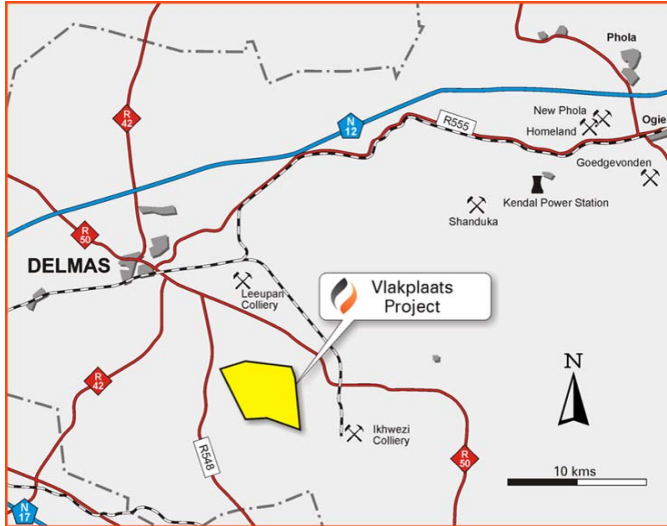 Phola
R
42
N
12
R555
New Phola
Homeland
Ogie
Goedgevonden
Kendal Power Station
Shanduka
R
50
DELMAS
Leeupan
Colliery
Vlakplaats
Project
N
R
42
Ikhwezi
Colliery
R548
R
50
10 kms
N
17